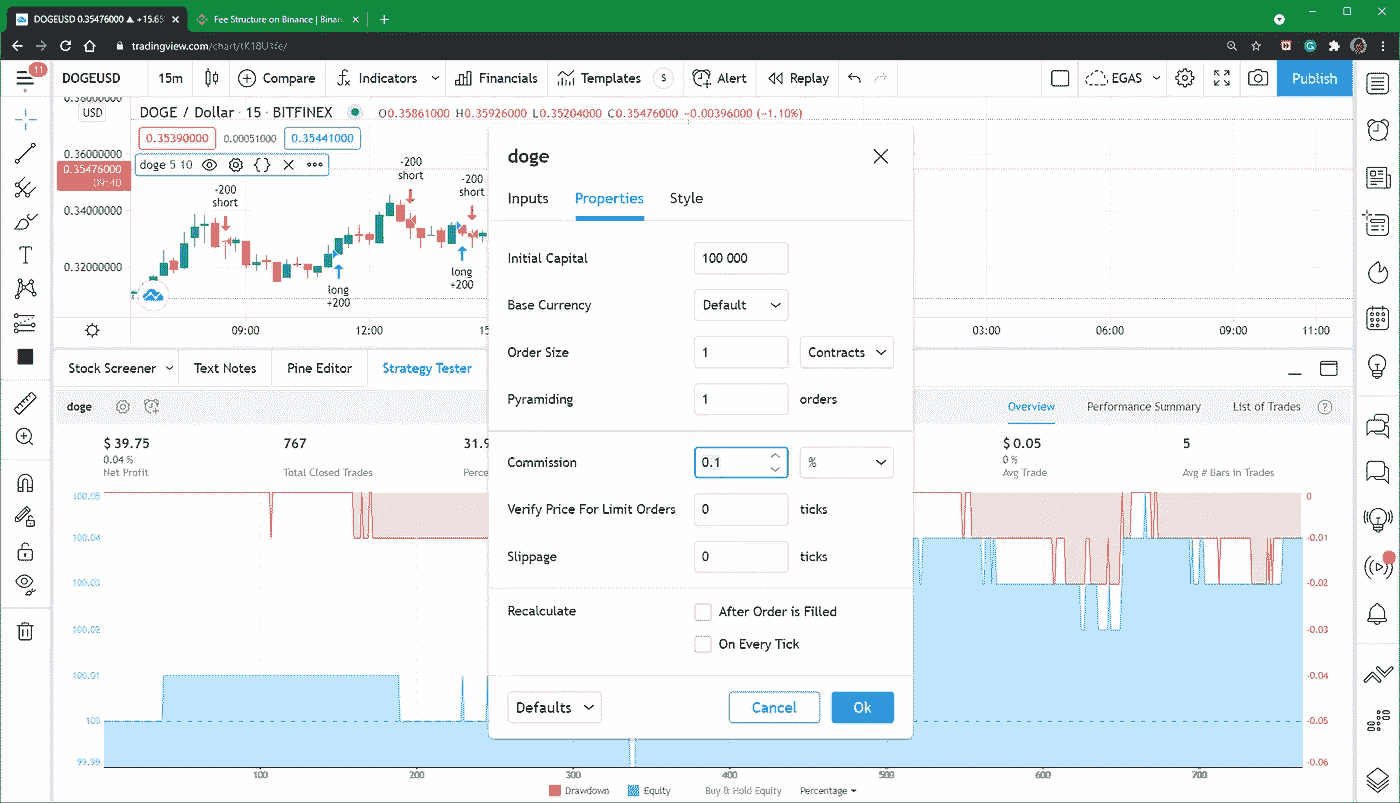 DOGEUSD 0.35476000 ▲ +15.65
Fee Structure on Binance | Binan
tradingview.com/chart/
11
DOGEUSD
15m
Compare
Indicators
Financials
Templates
S
Alert
Replay
EGAS
Publish
0.38000000
USD
0.36000000
0.35476000
09:40
0.34000000
0.32000000
DOGE / Dollar · 15 · BITFINEX
O0.35861000 H0.35926000 L0.35204000 C0.35476000 −0.00396000 (−1.10%)
0.35390000
0.00051000
0.35441000
doge 5 10
-200
short
-200
short
-200
short
long
+200
long
+200
09:00
12:00
15
03:00
06:00
09:00
11:00
doge
Inputs
Properties
Style
Initial Capital
100 000
Base Currency
Default
Order Size
1
Contracts
Pyramiding
1
orders
Commission
0.1
%
Verify Price For Limit Orders
0
ticks
Slippage
0
ticks
Recalculate
After Order is Filled
On Every Tick
Defaults
Cancel
Ok
Stock Screener
Text Notes
Pine Editor
Strategy Tester
doge
Overview
Performance Summary
List of Trades
?
$ 39.75
0.04 %
Net Profit
767
Total Closed Trades
31.9
Perce
$ 0.05
0 %
Avg Trade
5
Avg # Bars in Trades
100.05
100.04
100.03
100.02
100.01
100
99.99
0
-0.01
-0.02
-0.03
-0.04
-0.05
-0.06
100
200
300
400
500
600
700
Drawdown
Equity
Buy & Hold Equity
Percentage